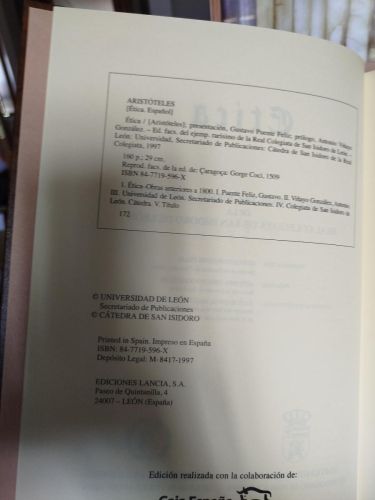 ARISTÓTELES
[Ética. Español]
Ética / [Aristóteles]; presentación, Gustavo Puente Feliz; prólogo, Antonio Viñayo
González. – Ed. facs. del ejemp. rarísimo de la Real Colegiata de San Isidoro de León. –
León: Universidad, Secretariado de Publicaciones: Cátedra de San Isidoro de la Real
Colegiata, 1997
160 p.; 29 cm.
Reprod. facs. de la ed. de: Çaragoça: Gorge Coci, 1509
ISBN 84-7719-596-X
1. Ética-Obras anteriores a 1800. I. Puente Feliz, Gustavo. II. Viñayo González, Antonio.
III. Universidad de León. Secretariado de Publicaciones. IV. Colegiata de San Isidoro de
León. Cátedra. V. Título
172
© UNIVERSIDAD DE LEÓN
Secretariado de Publicaciones
© CÁTEDRA DE SAN ISIDORO
Printed in Spain. Impreso en España
ISBN: 84-7719-596-X
Depósito Legal: M-8417-1997
EDICIONES LANCIA, S.A.
Paseo de Quintanilla, 4
24007 – LEÓN (España)
Edición realizada con la colaboración de:
Caja España